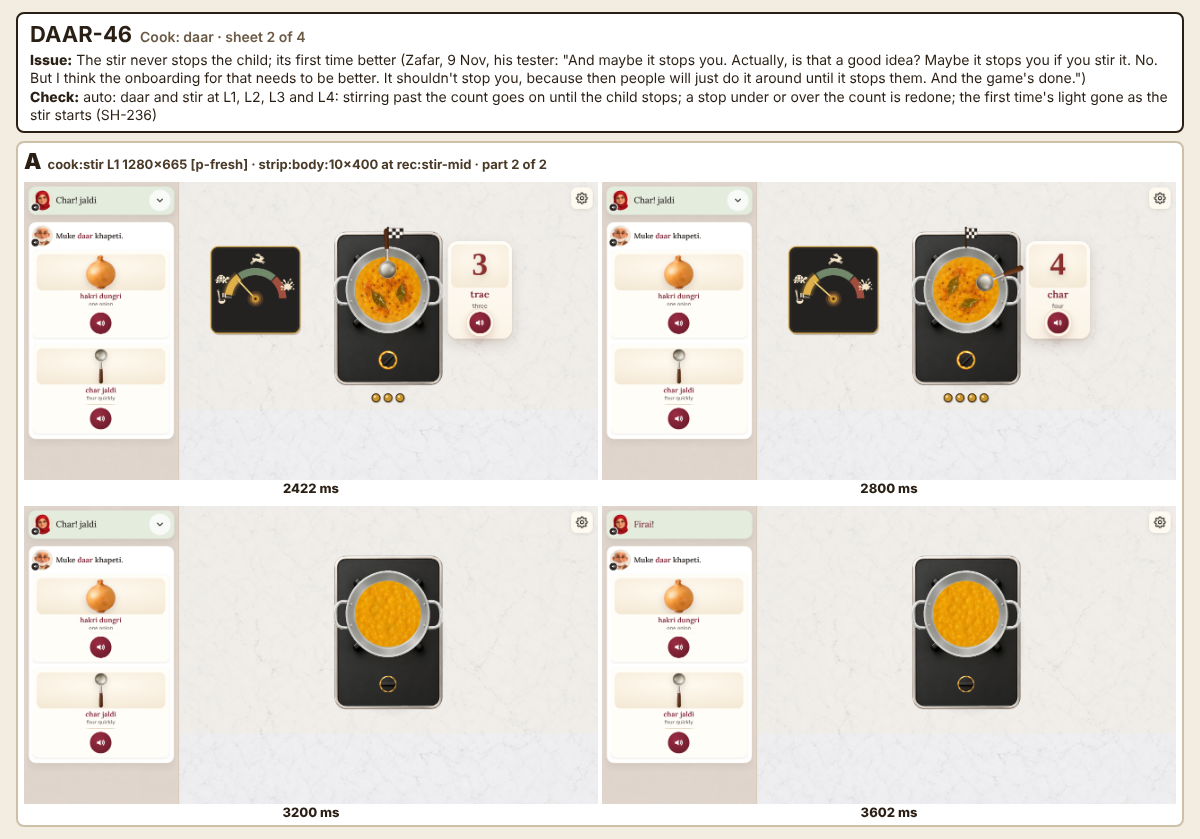 DAAR-46 Cook: daar · sheet 2 of 4
Issue: The stir never stops the child; its first time better (Zafar, 9 Nov, his tester: "And maybe it stops you. Actually, is that a good idea? Maybe it stops you if you stir it. No.
But I think the onboarding for that needs to be better. It shouldn't stop you, because then people will just do it around until it stops them. And the game's done.")
Check: auto: daar and stir at L1, L2, L3 and L4: stirring past the count goes on until the child stops; a stop under or over the count is redone; the first time's light gone as the
stir starts (SH-236)
A cook:stir L1 1280×665 [p-fresh] · strip:body:10×400 at rec:stir-mid · part 2 of 2
Char! jaldi
Muke daar khapeti.
hakri dungri
one onion
char jaldi
four quickly
3
trae
three
2422 ms
Char! jaldi
Muke daar khapeti.
hakri dungri
one onion
char jaldi
four quickly
4
char
four
2800 ms
Char! jaldi
Muke daar khapeti.
hakri dungri
one onion
char jaldi
four quickly
3200 ms
Firai!
Muke daar khapeti.
hakri dungri
one onion
char jaldi
four quickly
3602 ms